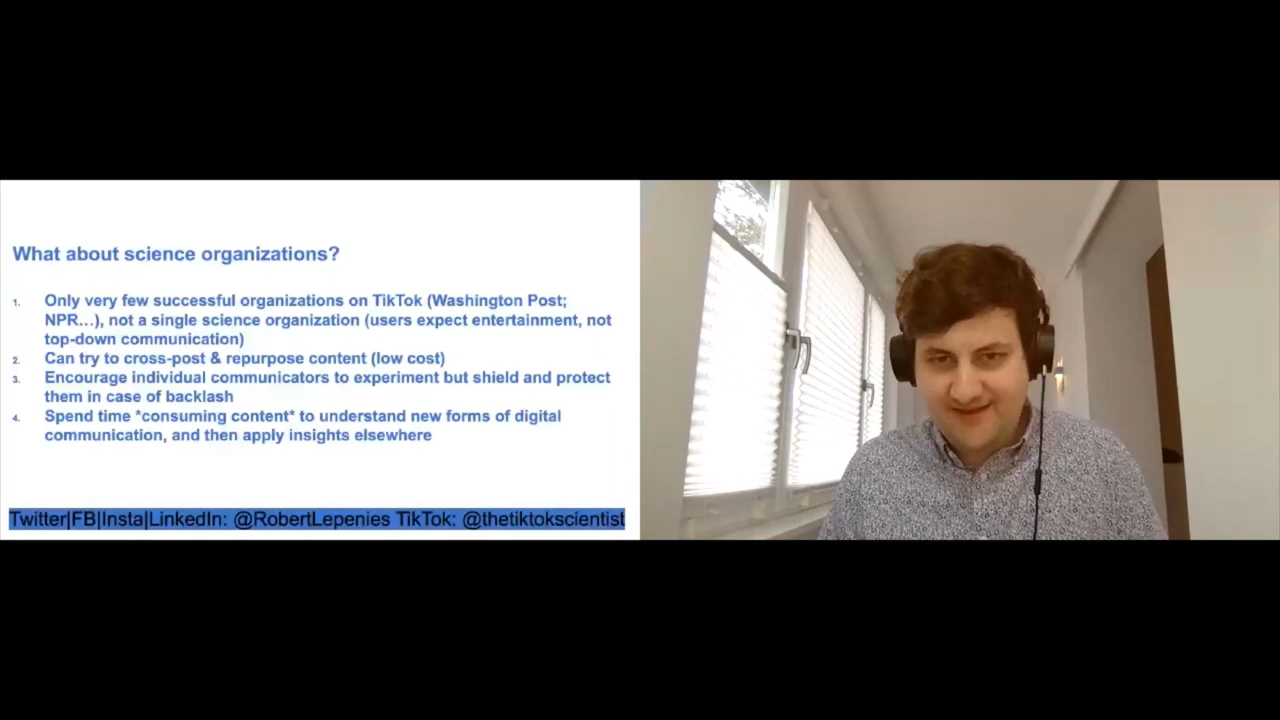 What about science organizations?
1. Only very few successful organizations on TikTok (Washington Post;
NPR...), not a single science organization (users expect entertainment, not
top-down communication)
2. Can try to cross-post & repurpose content (low cost)
3. Encourage individual communicators to experiment but shield and protect
them in case of backlash
4. Spend time *consuming content* to understand new forms of digital
communication, and then apply insights elsewhere
Twitter|FB|Insta|LinkedIn: @RobertLepenies TikTok: @thetiktokscientist